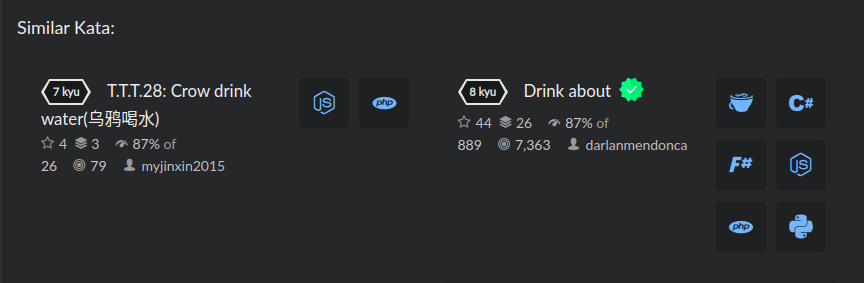 Similar Kata:
7 kyu T.T.T.28: Crow drink
water(乌鸦喝水)
4 3 87% of
26 79 myjinxin2015
JS
php
8 kyu Drink about
44 26 87% of
889 7,363 darlanmendonca
C#
F#
JS
php